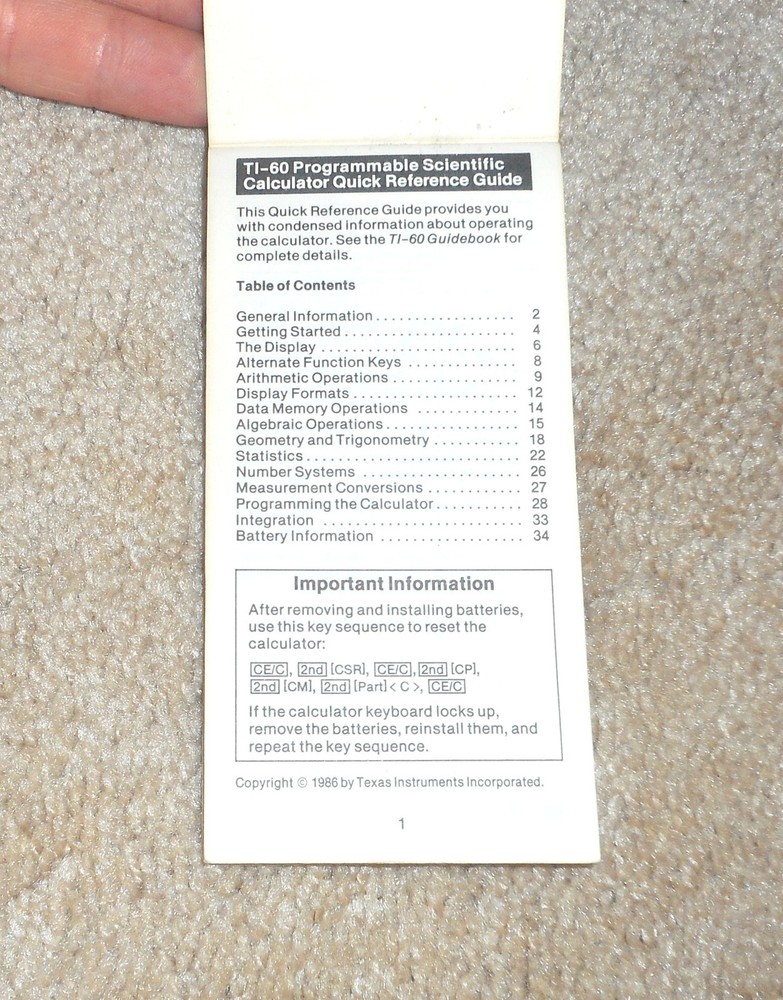 TI-60 Programmable Scientific
Calculator Quick Reference Guide
This Quick Reference Guide provides you
with condensed information about operating
the calculator. See the TI-60 Guidebook for
complete details.
Table of Contents
General Information . . . . . . . . . . . . . . . . . . 2
Getting Started . . . . . . . . . . . . . . . . . . . . . . 4
The Display . . . . . . . . . . . . . . . . . . . . . . . . . 6
Alternate Function Keys . . . . . . . . . . . . . . 8
Arithmetic Operations . . . . . . . . . . . . . . . . 9
Display Formats . . . . . . . . . . . . . . . . . . . . . 12
Data Memory Operations . . . . . . . . . . . . . 14
Algebraic Operations . . . . . . . . . . . . . . . . . 15
Geometry and Trigonometry . . . . . . . . . . . 18
Statistics . . . . . . . . . . . . . . . . . . . . . . . . . . . 22
Number Systems . . . . . . . . . . . . . . . . . . . . 26
Measurement Conversions . . . . . . . . . . . . 27
Programming the Calculator . . . . . . . . . . . 28
Integration . . . . . . . . . . . . . . . . . . . . . . . . . 33
Battery Information . . . . . . . . . . . . . . . . . . 34
Important Information
After removing and installing batteries,
use this key sequence to reset the
calculator:
CE/C, 2nd [CSR], CE/C, 2nd [CP],
2nd [CM], 2nd [Part] < C >, CE/C
If the calculator keyboard locks up,
remove the batteries, reinstall them, and
repeat the key sequence.
Copyright © 1986 by Texas Instruments Incorporated.
1